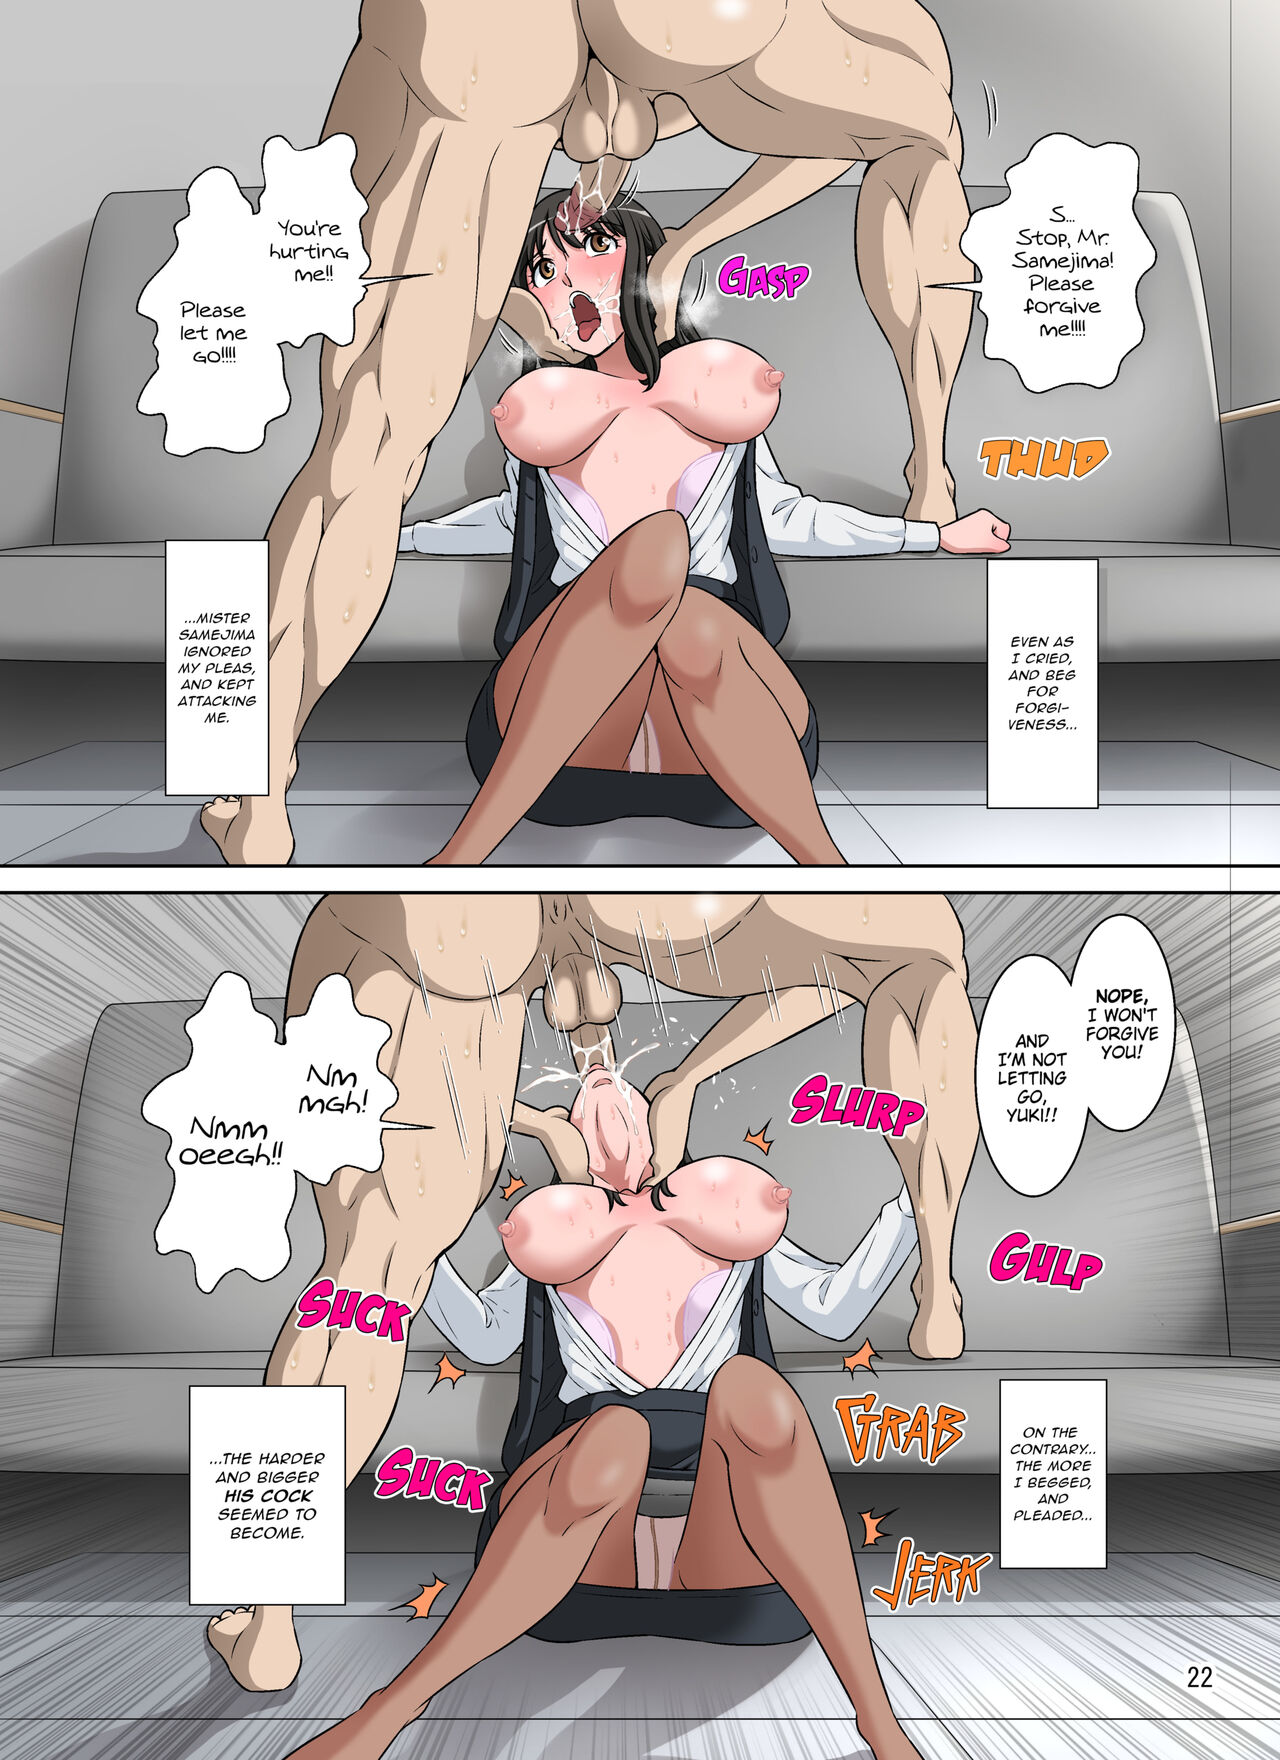 S...
Stop, Mr.
Samejima!
Please
forgive
me!!!!
You're
hurting
me!!
Please
let me
go!!!!
GASP
THUD
EVEN AS
I CRIED,
AND BEG
FOR
FORGI-
VENESS...
...MISTER
SAMEJIMA
IGNORED
MY PLEAS,
AND KEPT
ATTACKING
ME.
NOPE,
I WON'T
FORGIVE
YOU!
AND
I'M NOT
LETTING
GO,
YUKI!!
Nm
mgh!
Nmm
oeegh!!
SLURP
GULP
SUCK
SUCK
GRAB
JERK
ON THE
CONTRARY...
THE MORE
I BEGGED,
AND
PLEADED...
...THE HARDER
AND BIGGER
HIS COCK
SEEMED TO
BECOME.
22